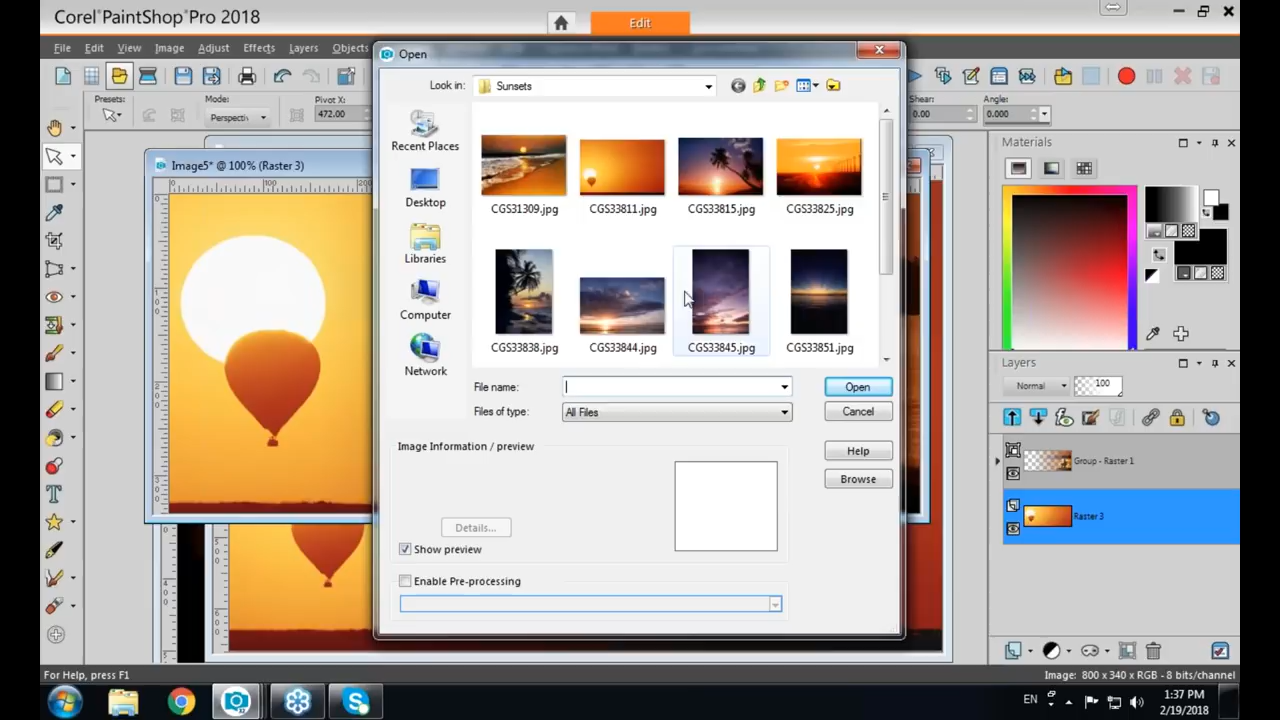 Corel PaintShop Pro 2018
Edit
File Edit View Image Adjust Effects Layers Objects
Open
Presets:
Mode:
Perspecti
Pivot X:
472.00
Shear:
0.00
Angle:
0.000
Look in: Sunsets
Image5* @ 100% (Raster 3)
0 100 200
Recent Places
Desktop
Libraries
Computer
Network
CGS31309.jpg CGS33811.jpg CGS33815.jpg CGS33825.jpg
CGS33838.jpg CGS33844.jpg CGS33845.jpg CGS33851.jpg
File name:
Open
Files of type: All Files
Cancel
Image Information / preview
Help
Browse
Details...
Show preview
Enable Pre-processing
Materials
Layers
Normal 100
Group - Raster 1
Raster 3
For Help, press F1
Image: 800 x 340 x RGB - 8 bits/channel
EN
1:37 PM
2/19/2018